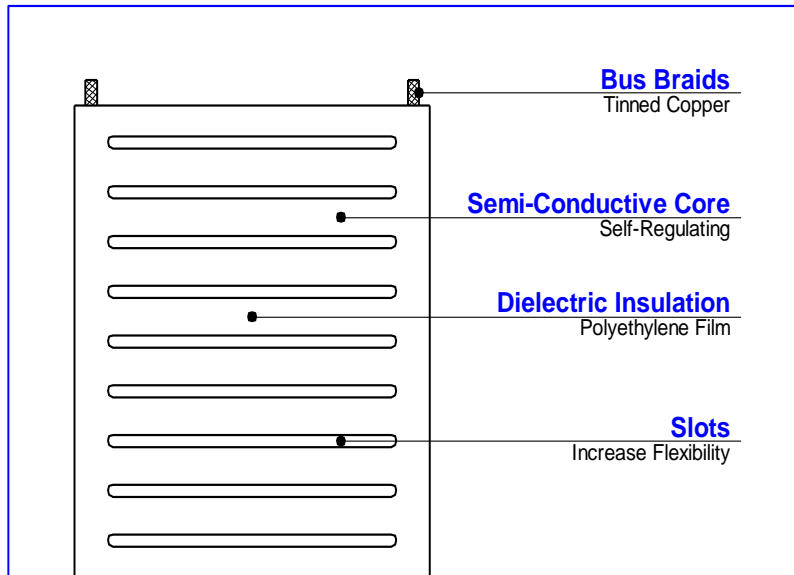 Bus Braids
Tinned Copper
Semi-Conductive Core
Self-Regulating
Dielectric Insulation
Polyethylene Film
Slots
Increase Flexibility